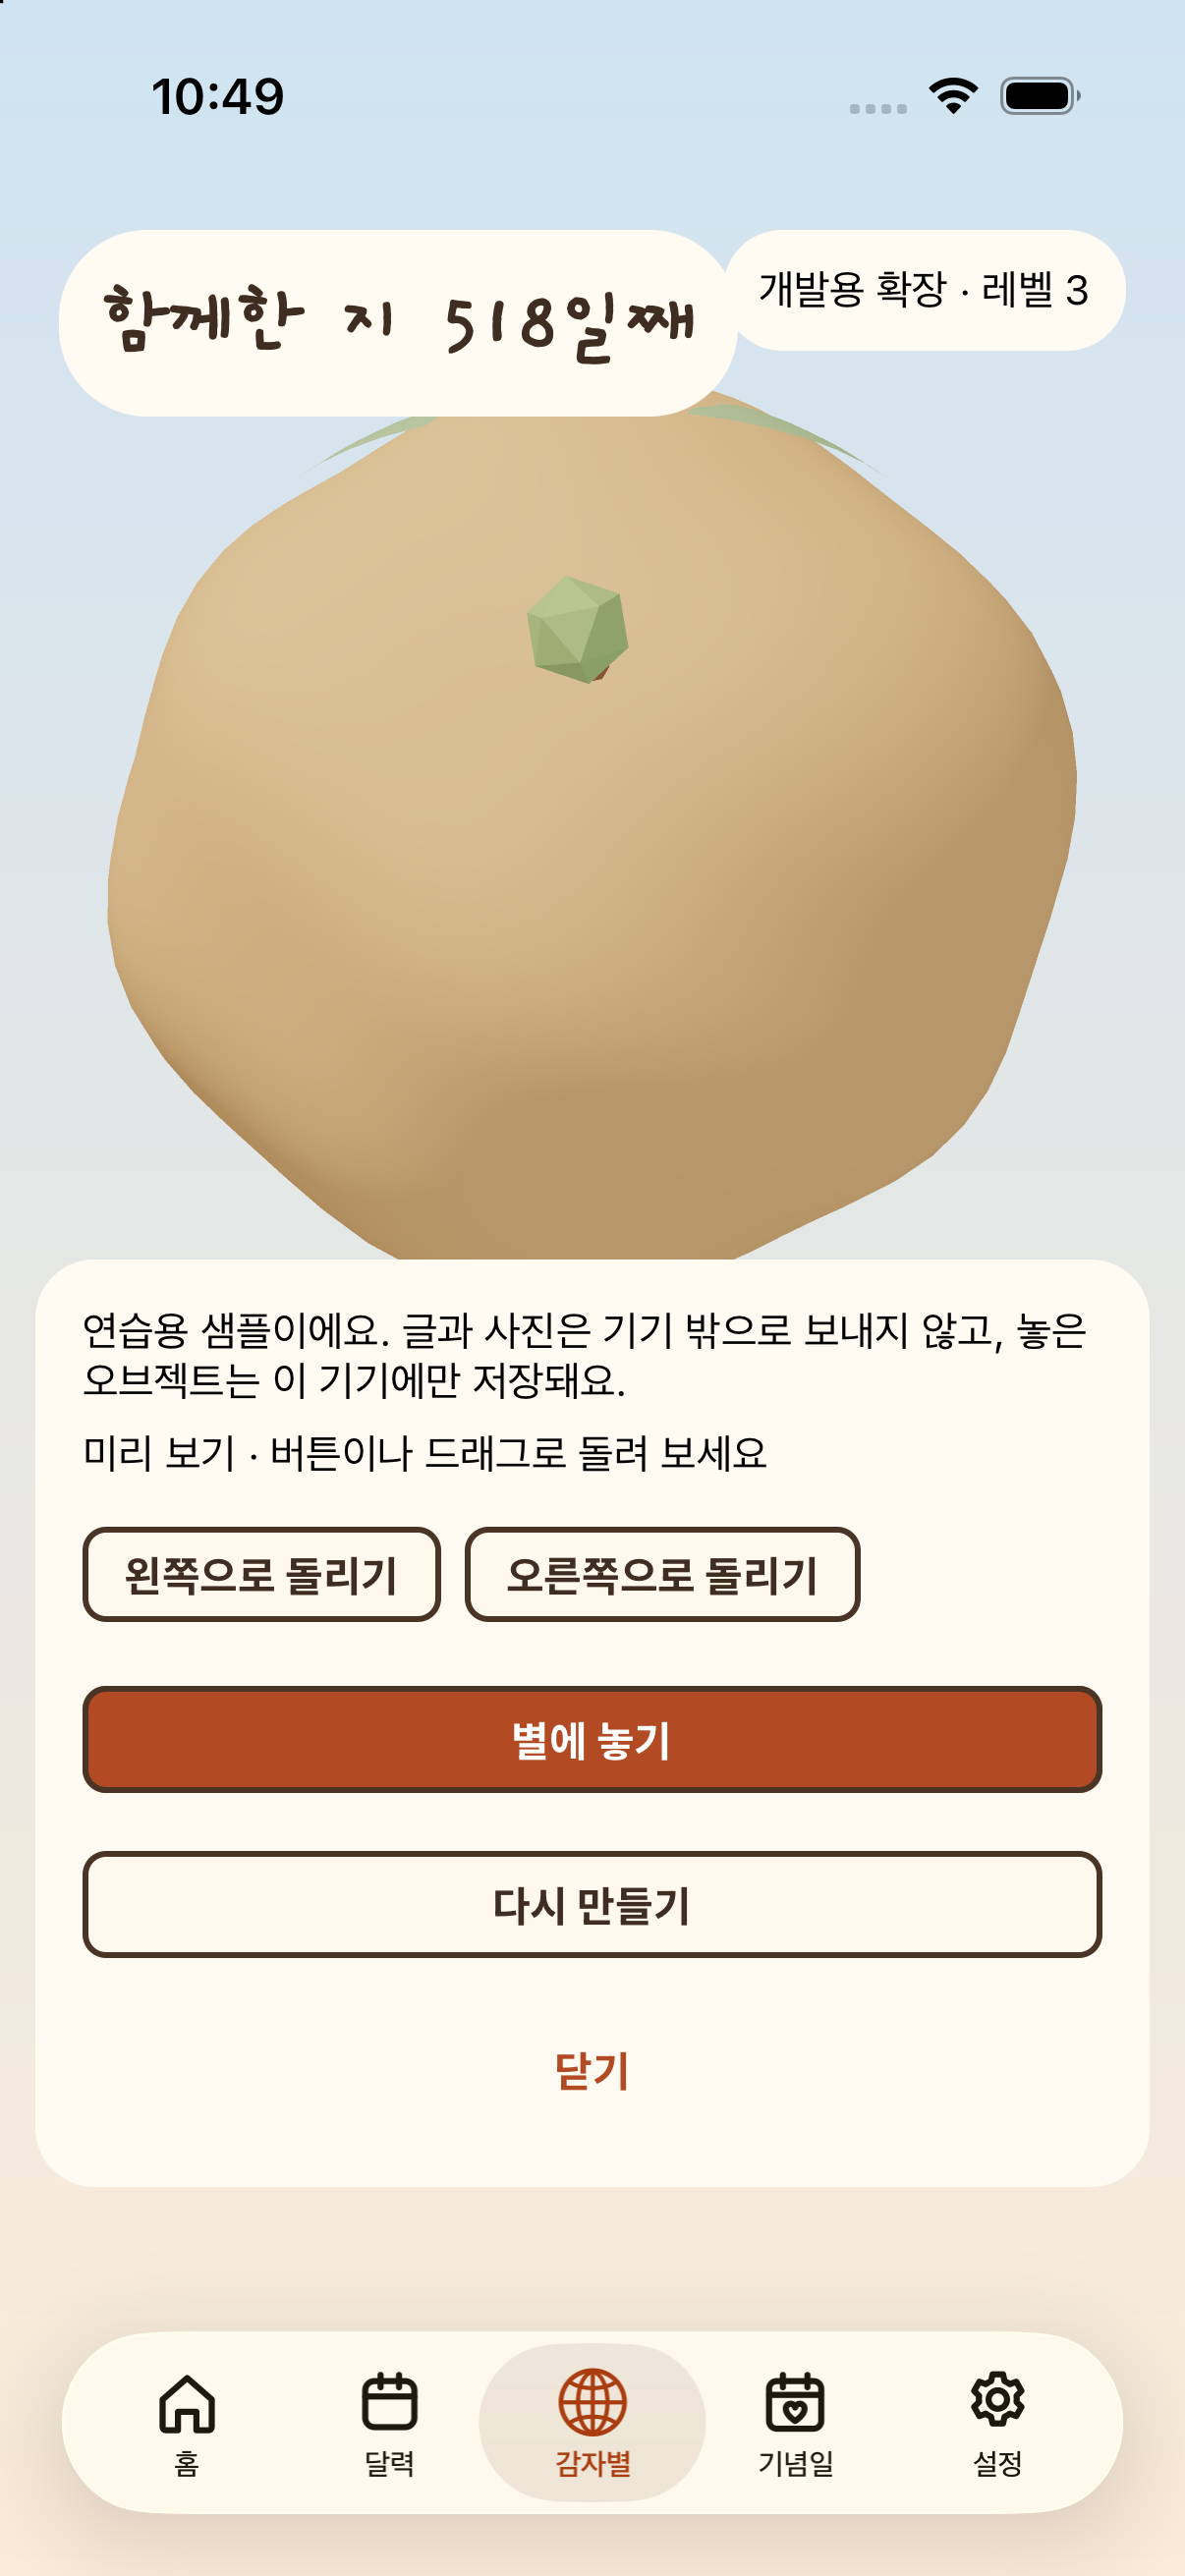 10:49
함께한 지 518일째
개발용 확장 · 레벨 3
연습용 샘플이에요. 글과 사진은 기기 밖으로 보내지 않고, 놓은
오브젝트는 이 기기에만 저장돼요.
미리 보기 · 버튼이나 드래그로 돌려 보세요
왼쪽으로 돌리기
오른쪽으로 돌리기
별에 놓기
다시 만들기
닫기
홈
달력
감자별
기념일
설정